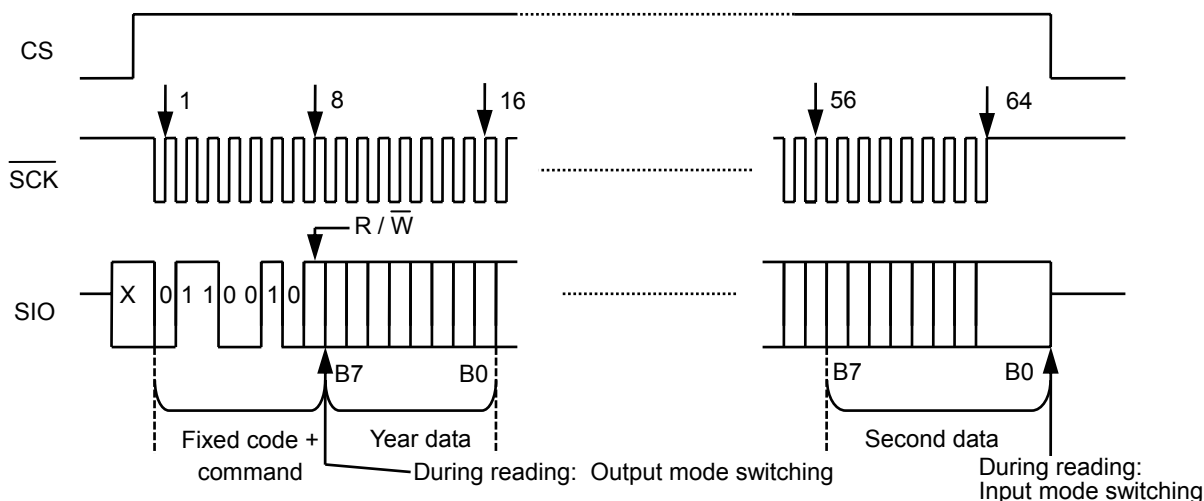 CS
1 8 16 56 64
SCK
R / W
X 0 1 1 0 0 1 0
SIO
B7 B0 B7 B0
Fixed code + command
Year data
Second data
During reading: Output mode switching
During reading:
Input mode switching